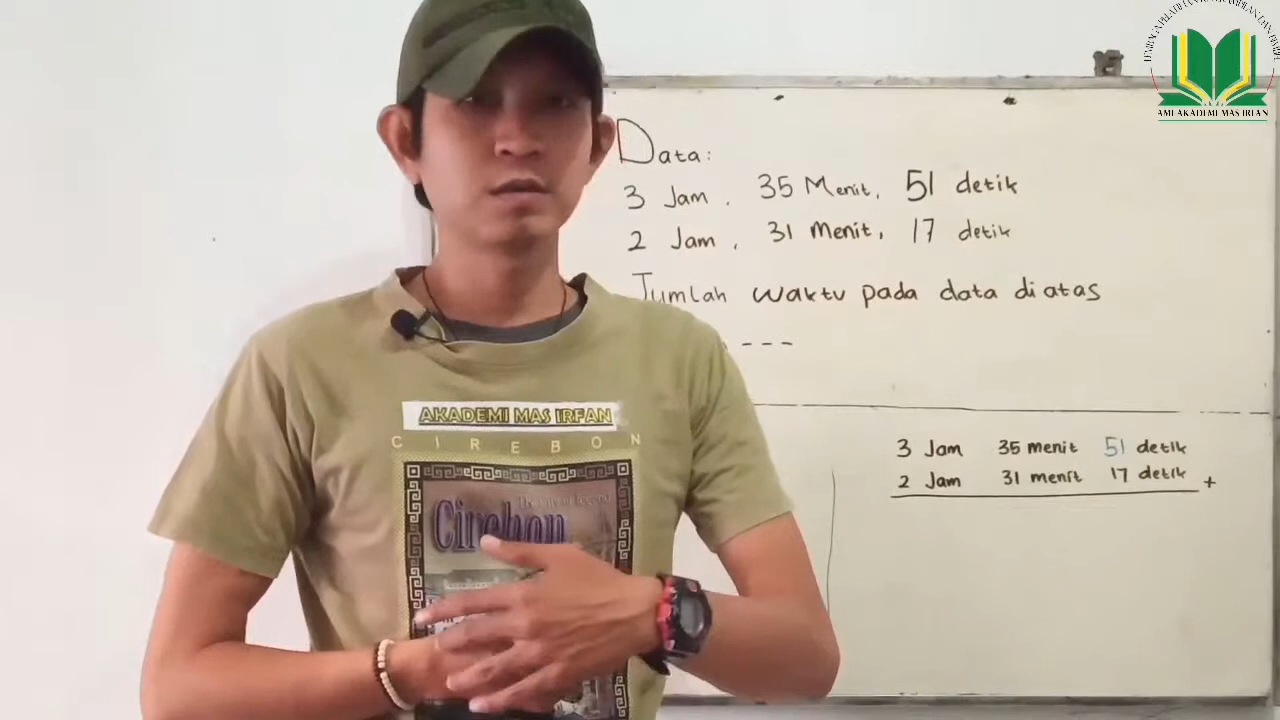 Data:
3 Jam, 35 Menit, 51 detik
2 Jam, 31 Menit, 17 detik
Jumlah waktu pada data diatas
---
3 Jam 35 menit 51 detik
2 Jam 31 menit 17 detik +
AMI AKADEMI MAS IRFAN
AKADEMI MAS IRFAN
CIREBON
Cirebon